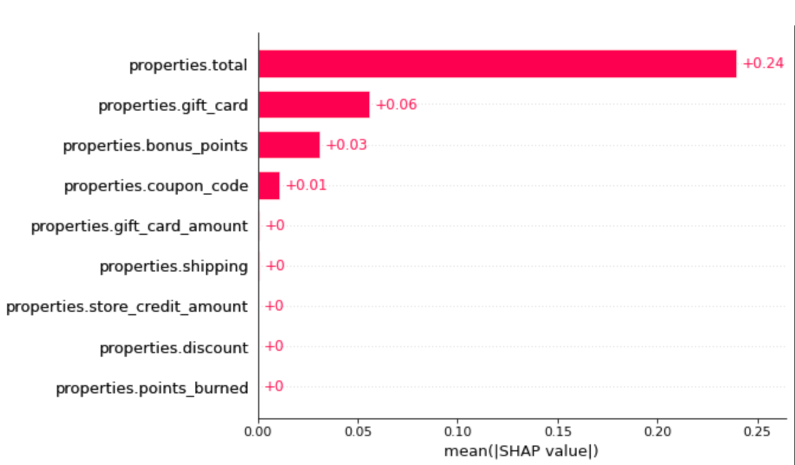 properties.total +0.24
properties.gift_card +0.06
properties.bonus_points +0.03
properties.coupon_code +0.01
properties.gift_card_amount +0
properties.shipping +0
properties.store_credit_amount +0
properties.discount +0
properties.points_burned +0
0.00 0.05 0.10 0.15 0.20 0.25
mean(|SHAP value|)